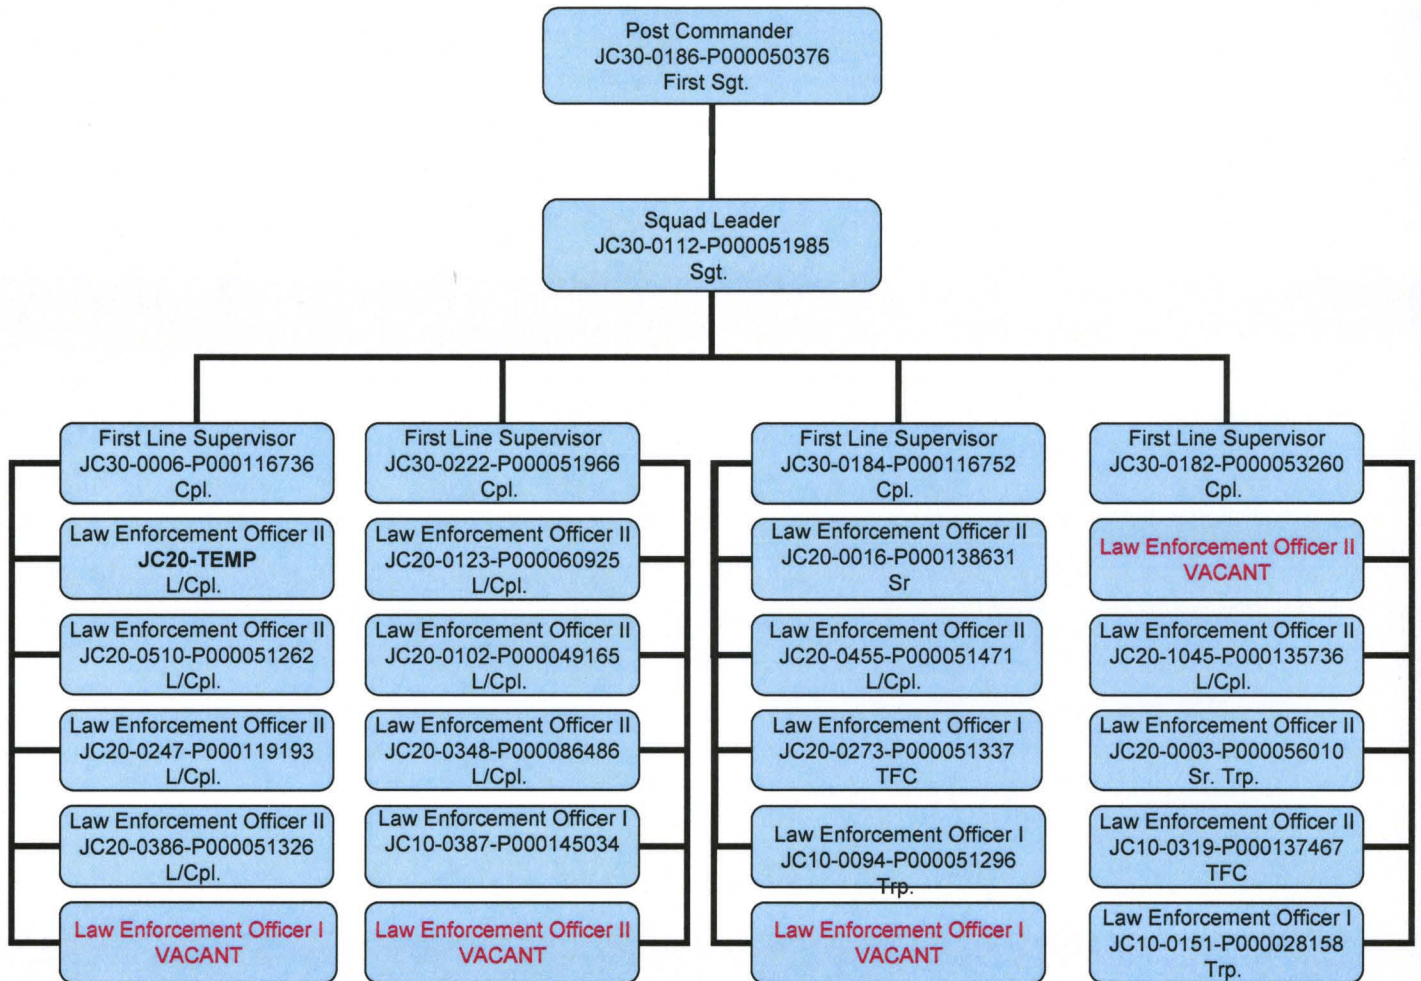 Post Commander
JC30-0186-P000050376
First Sgt.
Squad Leader
JC30-0112-P000051985
Sgt.
First Line Supervisor
JC30-0006-P000116736
Cpl.
Law Enforcement Officer II
JC20-TEMP
L/Cpl.
Law Enforcement Officer II
JC20-0510-P000051262
L/Cpl.
Law Enforcement Officer II
JC20-0247-P000119193
L/Cpl.
Law Enforcement Officer II
JC20-0386-P000051326
L/Cpl.
Law Enforcement Officer I
VACANT
First Line Supervisor
JC30-0222-P000051966
Cpl.
Law Enforcement Officer II
JC20-0123-P000060925
L/Cpl.
Law Enforcement Officer II
JC20-0102-P000049165
L/Cpl.
Law Enforcement Officer II
JC20-0348-P000086486
L/Cpl.
Law Enforcement Officer I
JC10-0387-P000145034
Law Enforcement Officer II
VACANT
First Line Supervisor
JC30-0184-P000116752
Cpl.
Law Enforcement Officer II
JC20-0016-P000138631
Sr
Law Enforcement Officer II
JC20-0455-P000051471
L/Cpl.
Law Enforcement Officer I
JC20-0273-P000051337
TFC
Law Enforcement Officer I
JC10-0094-P000051296
Trp.
Law Enforcement Officer I
VACANT
First Line Supervisor
JC30-0182-P000053260
Cpl.
Law Enforcement Officer II
VACANT
Law Enforcement Officer II
JC20-1045-P000135736
L/Cpl.
Law Enforcement Officer II
JC20-0003-P000056010
Sr. Trp.
Law Enforcement Officer II
JC10-0319-P000137467
TFC
Law Enforcement Officer I
JC10-0151-P000028158
Trp.